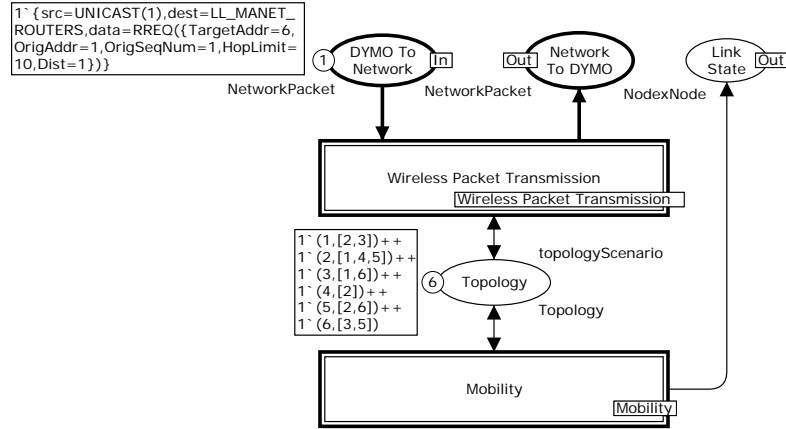 1`{src=UNICAST(1),dest=LL_MANET_
ROUTERS,data=RREQ({TargetAddr=6,
OrigAddr=1,OrigSeqNum=1,HopLimit=
10,Dist=1})}
1
DYMO To
Network
In
NetworkPacket
Out
Network
To DYMO
NetworkPacket
Link
State
Out
NodexNode
Wireless Packet Transmission
Wireless Packet Transmission
1`(1,[2,3])++
1`(2,[1,4,5])++
1`(3,[1,6])++
1`(4,[2])++
1`(5,[2,6])++
1`(6,[3,5])
6
Topology
topologyScenario
Topology
Mobility
Mobility